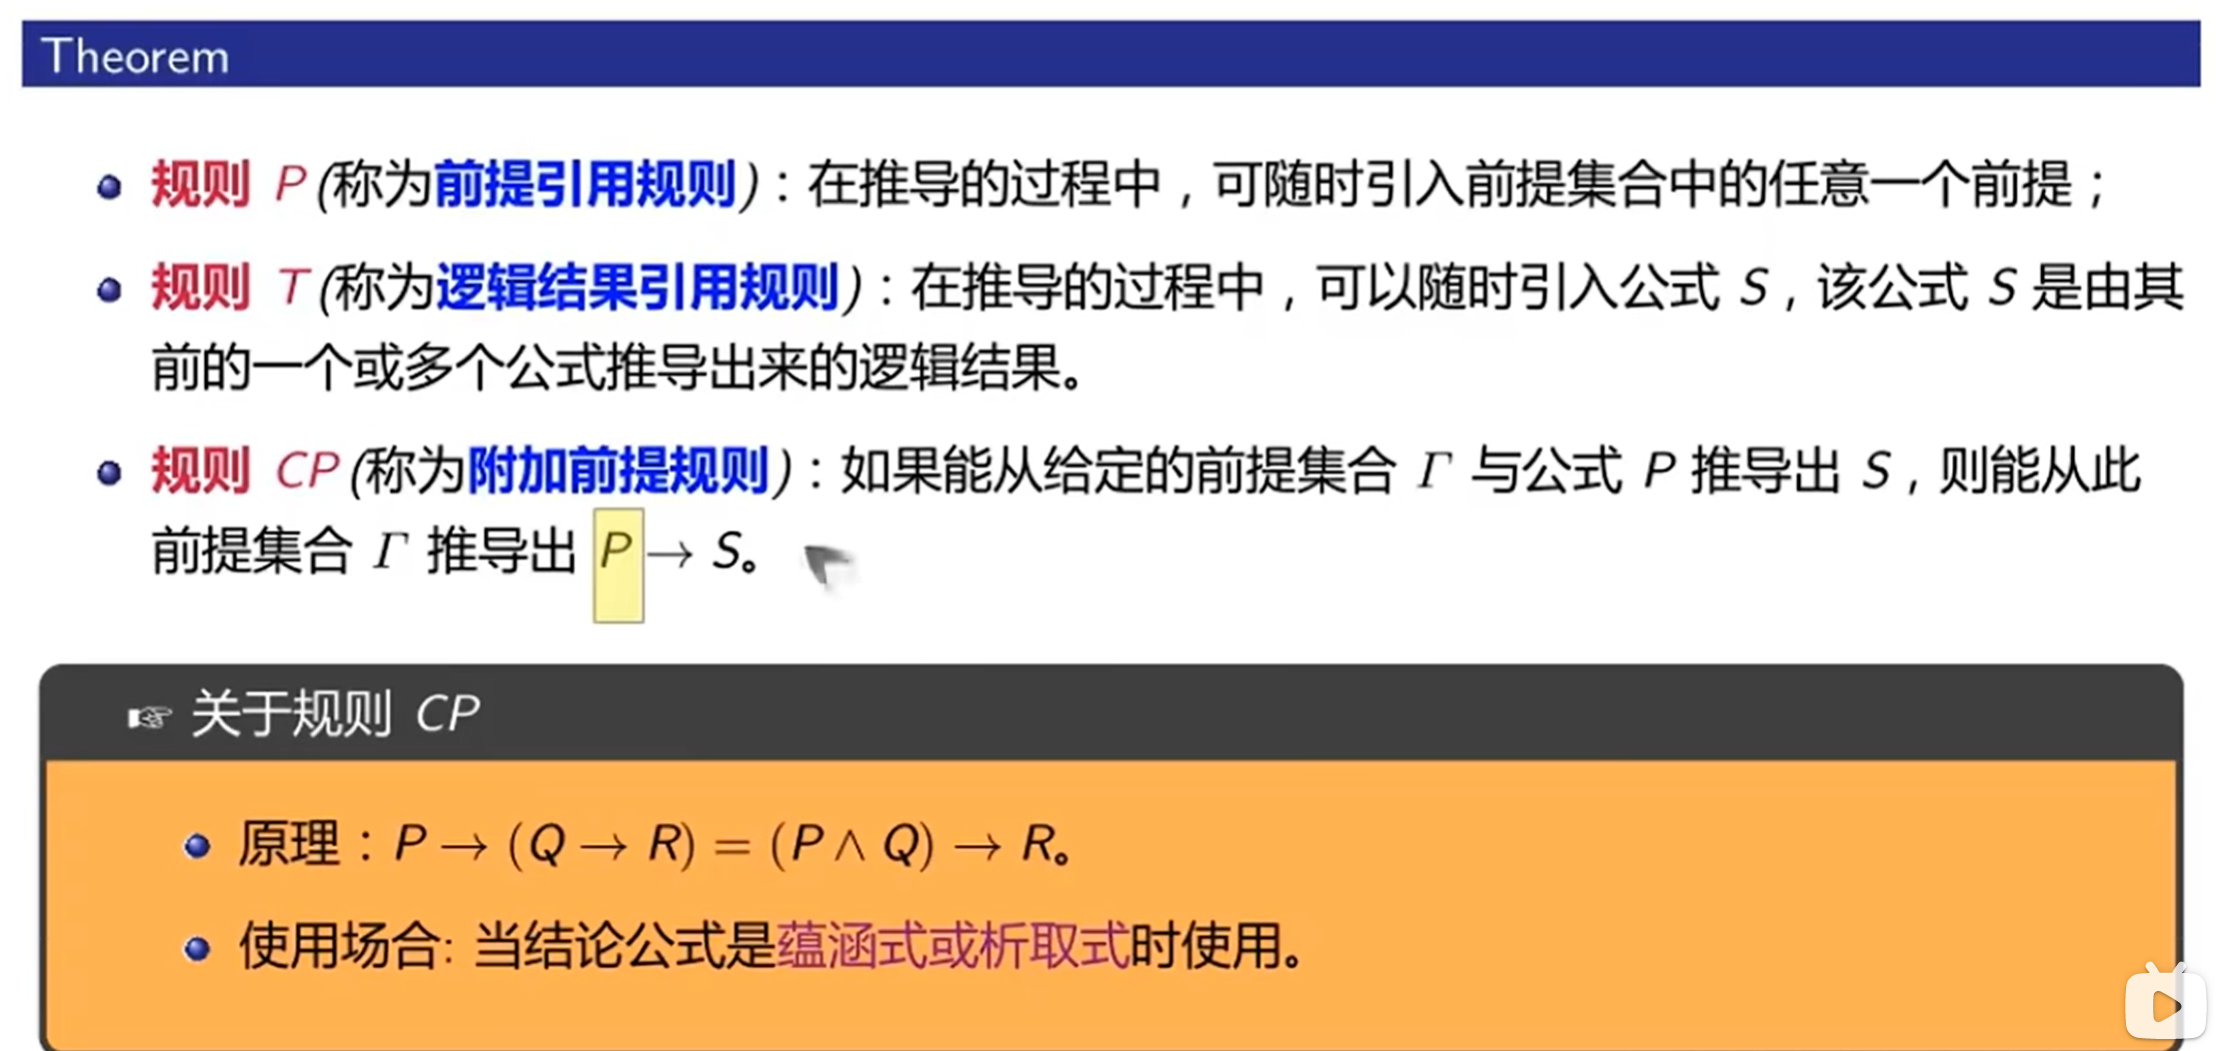 Theorem
规则 P (称为前提引用规则)：在推导的过程中，可随时引入前提集合中的任意一个前提；
规则 T (称为逻辑结果引用规则)：在推导的过程中，可以随时引入公式 S，该公式 S 是由其
前的一个或多个公式推导出来的逻辑结果。
规则 CP (称为附加前提规则)：如果能从给定的前提集合 Γ 与公式 P 推导出 S，则能从此
前提集合 Γ 推导出 P → S。
☞ 关于规则 CP
原理：P → (Q → R) = (P ∧ Q) → R。
使用场合: 当结论公式是蕴涵式或析取式时使用。